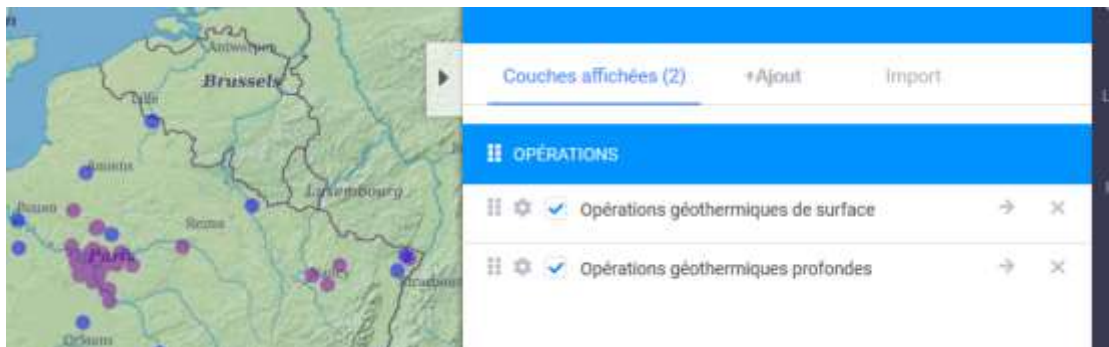 Antwerpen
Brussels
Lille
Amiens
Luxembourg
Rouen
Reims
Paris
Orléans
Couches affichées (2)
+Ajout
Import
OPÉRATIONS
Opérations géothermiques de surface
Opérations géothermiques profondes